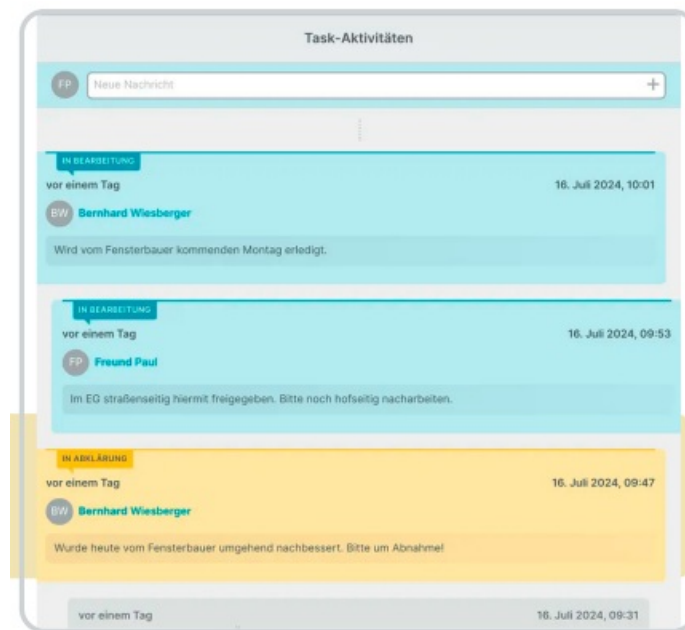 Task-Aktivitäten
FP Neue Nachricht +
IN BEARBEITUNG
vor einem Tag 16. Juli 2024, 10:01
BW Bernhard Wiesberger
Wird vom Fensterbauer kommenden Montag erledigt.
IN BEARBEITUNG
vor einem Tag 16. Juli 2024, 09:53
FP Freund Paul
Im EG straßenseitig hiermit freigegeben. Bitte noch hofseitig nacharbeiten.
IN ABKLÄRUNG
vor einem Tag 16. Juli 2024, 09:47
BW Bernhard Wiesberger
Wurde heute vom Fensterbauer umgehend nachbessert. Bitte um Abnahme!
vor einem Tag 16. Juli 2024, 09:31